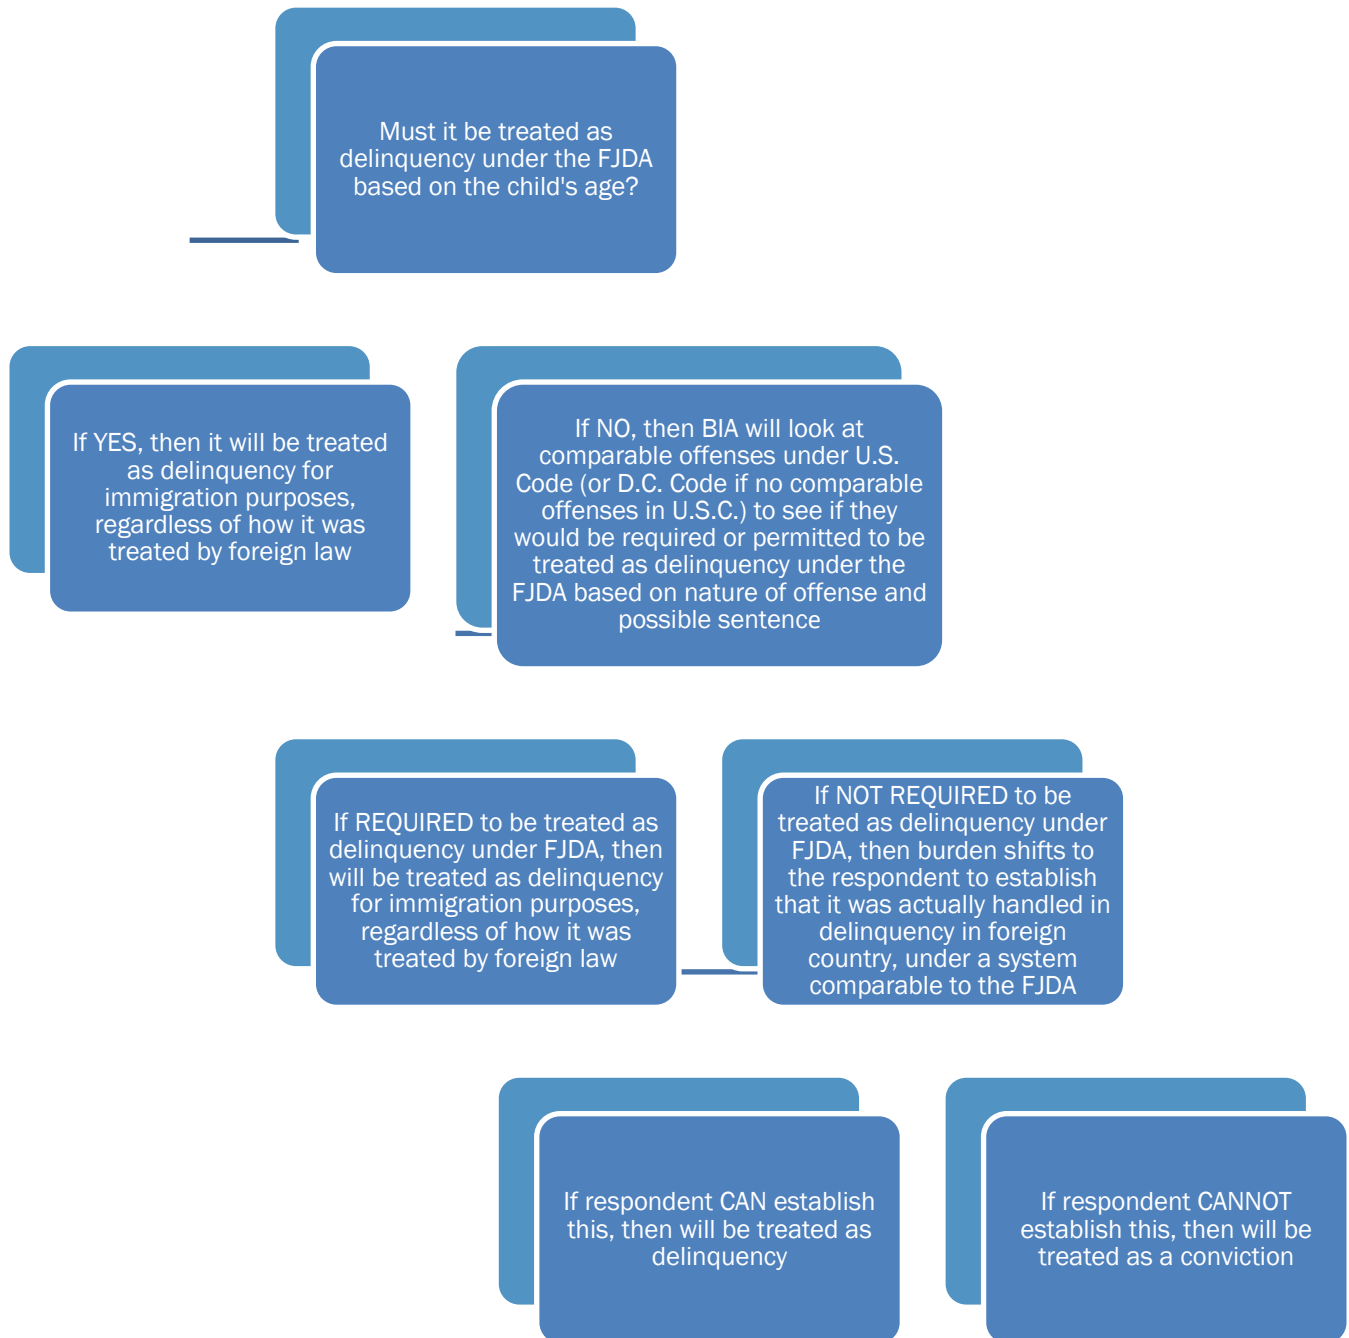 Must it be treated as
delinquency under the FJDA
based on the child's age?
If YES, then it will be treated
as delinquency for
immigration purposes,
regardless of how it was
treated by foreign law
If NO, then BIA will look at
comparable offenses under U.S.
Code (or D.C. Code if no comparable
offenses in U.S.C.) to see if they
would be required or permitted to be
treated as delinquency under the
FJDA based on nature of offense and
possible sentence
If REQUIRED to be treated as
delinquency under FJDA, then
will be treated as delinquency
for immigration purposes,
regardless of how it was
treated by foreign law
If NOT REQUIRED to be
treated as delinquency under
FJDA, then burden shifts to
the respondent to establish
that it was actually handled in
delinquency in foreign
country, under a system
comparable to the FJDA
If respondent CAN establish
this, then will be treated as
delinquency
If respondent CANNOT
establish this, then will be
treated as a conviction